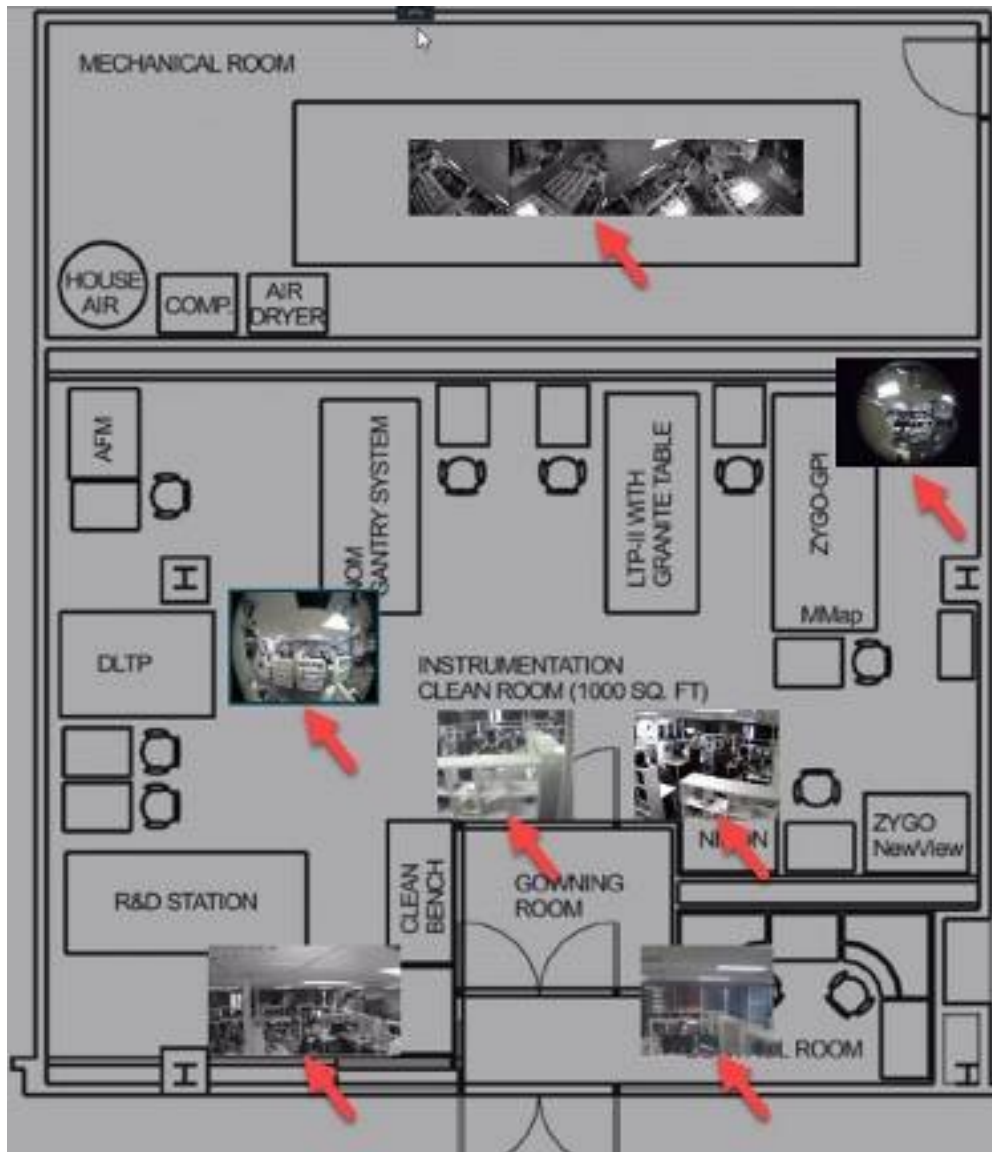 MECHANICAL ROOM
HOUSE
AIR
COMP.
AIR
DRYER
AFM
NOM
GANTRY SYSTEM
LTP-II WITH
GRANITE TABLE
ZYGO-GPI
MMap
DLTP
INSTRUMENTATION
CLEAN ROOM (1000 SQ. FT)
ZYGO
NewView
R&D STATION
CLEAN
BENCH
GOWNING
ROOM
ROOM